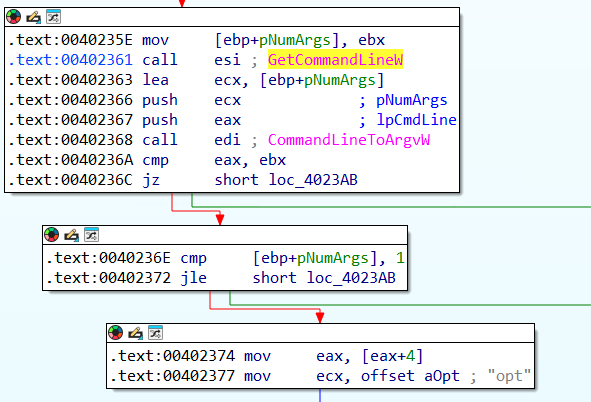 .text:0040235E mov     [ebp+pNumArgs], ebx
.text:00402361 call    esi ; GetCommandLineW
.text:00402363 lea     ecx, [ebp+pNumArgs]
.text:00402366 push    ecx             ; pNumArgs
.text:00402367 push    eax             ; lpCmdLine
.text:00402368 call    edi ; CommandLineToArgvW
.text:0040236A cmp     eax, ebx
.text:0040236C jz      short loc_4023AB
.text:0040236E cmp     [ebp+pNumArgs], 1
.text:00402372 jle     short loc_4023AB
.text:00402374 mov     eax, [eax+4]
.text:00402377 mov     ecx, offset aOpt ; "opt"